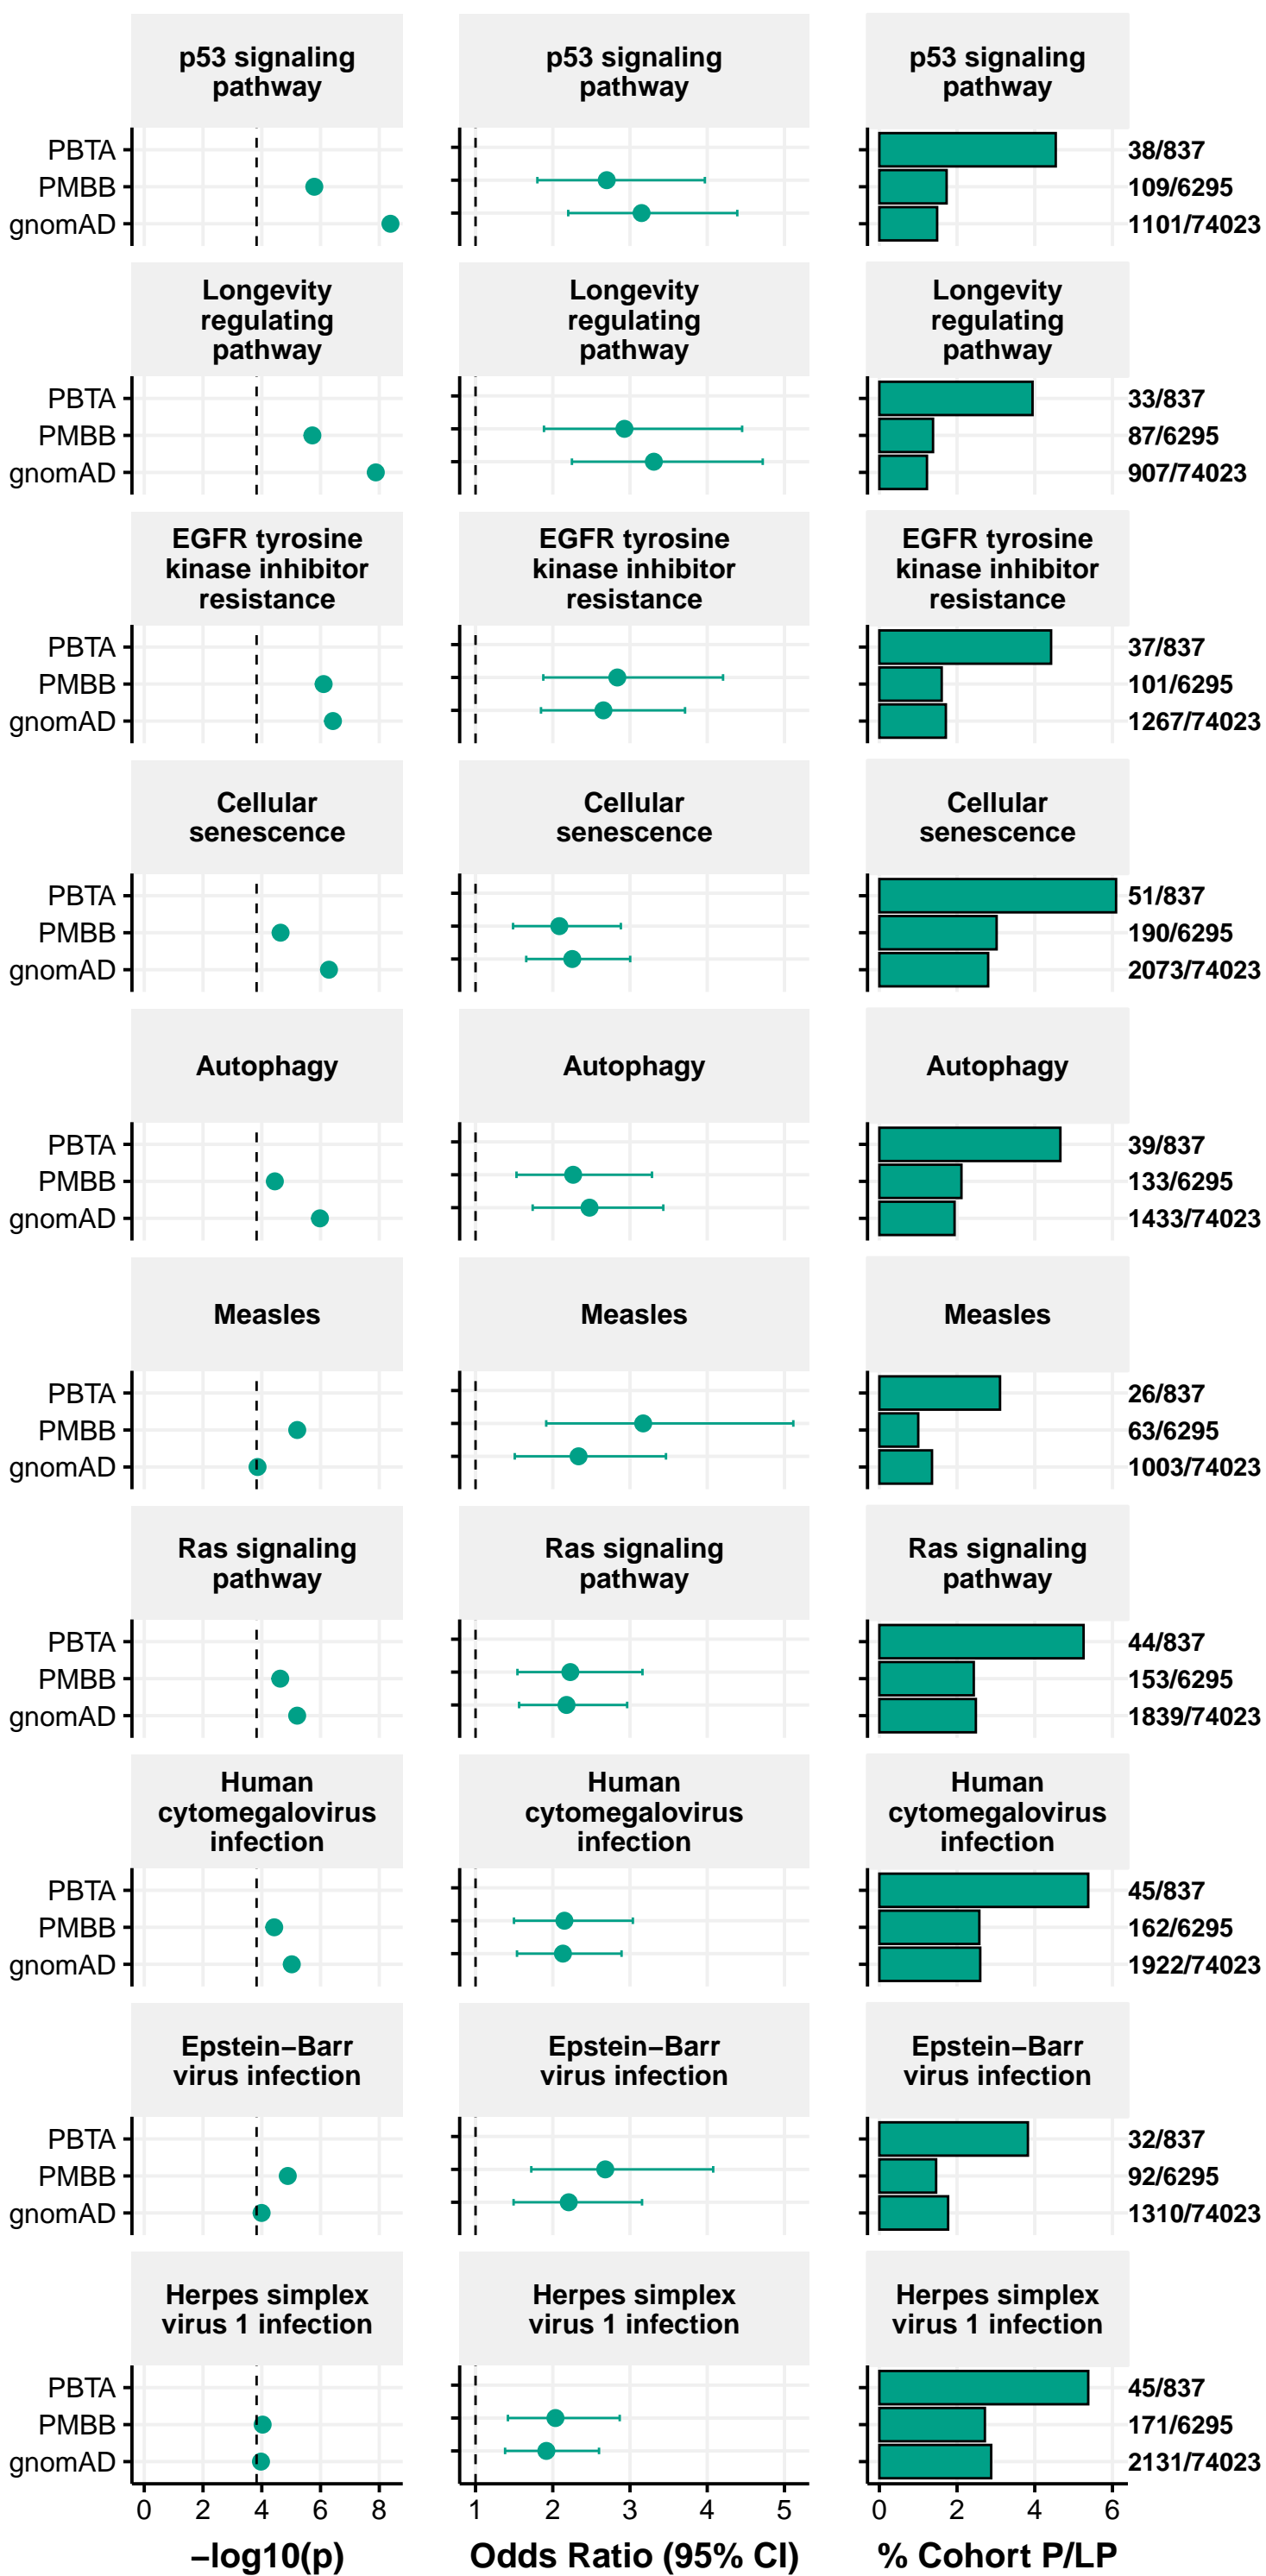 p53 signaling
pathway
p53 signaling
pathway
p53 signaling
pathway
PBTA
38/837
PMBB
109/6295
gnomAD
1101/74023
Longevity
regulating
pathway
Longevity
regulating
pathway
Longevity
regulating
pathway
PBTA
33/837
PMBB
87/6295
gnomAD
907/74023
EGFR tyrosine
kinase inhibitor
resistance
EGFR tyrosine
kinase inhibitor
resistance
EGFR tyrosine
kinase inhibitor
resistance
PBTA
37/837
PMBB
101/6295
gnomAD
1267/74023
Cellular
senescence
Cellular
senescence
Cellular
senescence
PBTA
51/837
PMBB
190/6295
gnomAD
2073/74023
Autophagy
Autophagy
Autophagy
PBTA
39/837
PMBB
133/6295
gnomAD
1433/74023
Measles
Measles
Measles
PBTA
26/837
PMBB
63/6295
gnomAD
1003/74023
Ras signaling
pathway
Ras signaling
pathway
Ras signaling
pathway
PBTA
44/837
PMBB
153/6295
gnomAD
1839/74023
Human
cytomegalovirus
infection
Human
cytomegalovirus
infection
Human
cytomegalovirus
infection
PBTA
45/837
PMBB
162/6295
gnomAD
1922/74023
Epstein−Barr
virus infection
Epstein−Barr
virus infection
Epstein−Barr
virus infection
PBTA
32/837
PMBB
92/6295
gnomAD
1310/74023
Herpes simplex
virus 1 infection
Herpes simplex
virus 1 infection
Herpes simplex
virus 1 infection
PBTA
45/837
PMBB
171/6295
gnomAD
2131/74023
0 2 4 6 8
1 2 3 4 5
0 2 4 6
−log10(p)
Odds Ratio (95% CI)
% Cohort P/LP